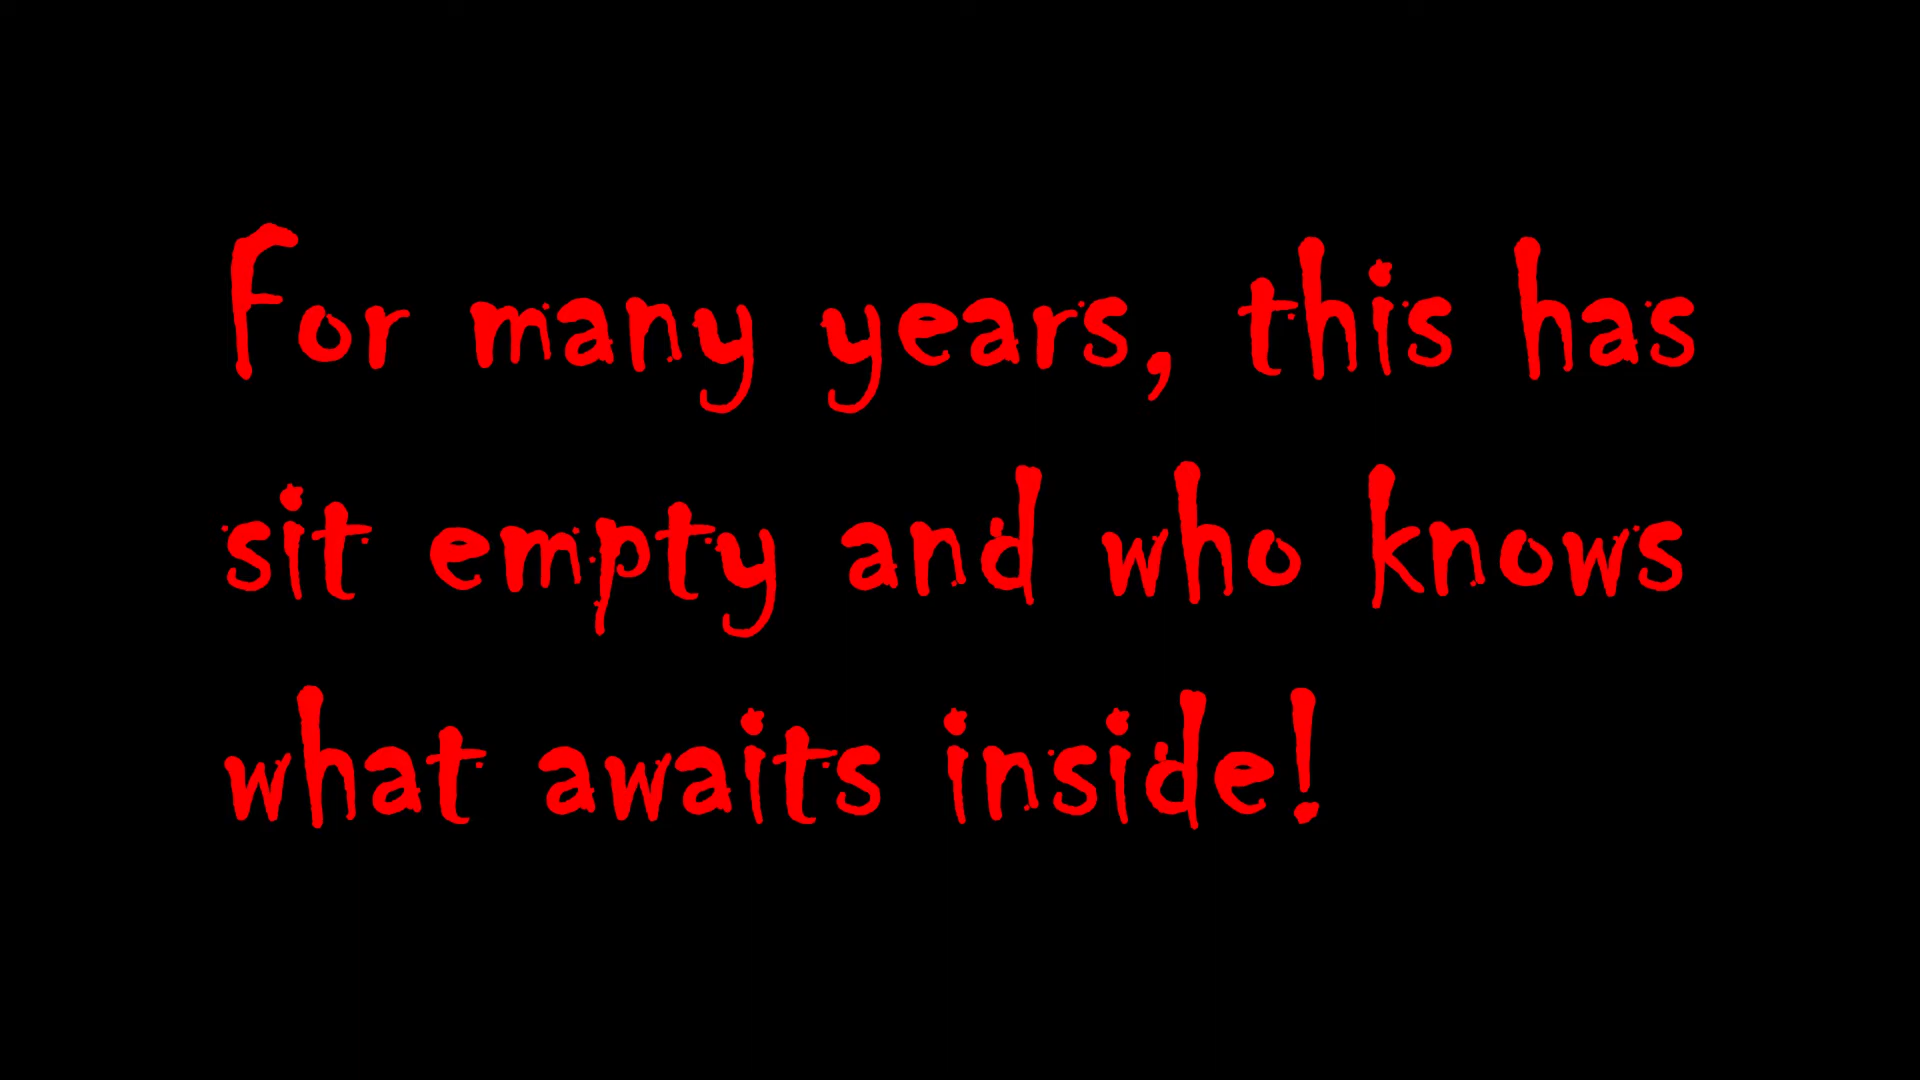 For many years, this has
sit empty and who knows
what awaits inside!